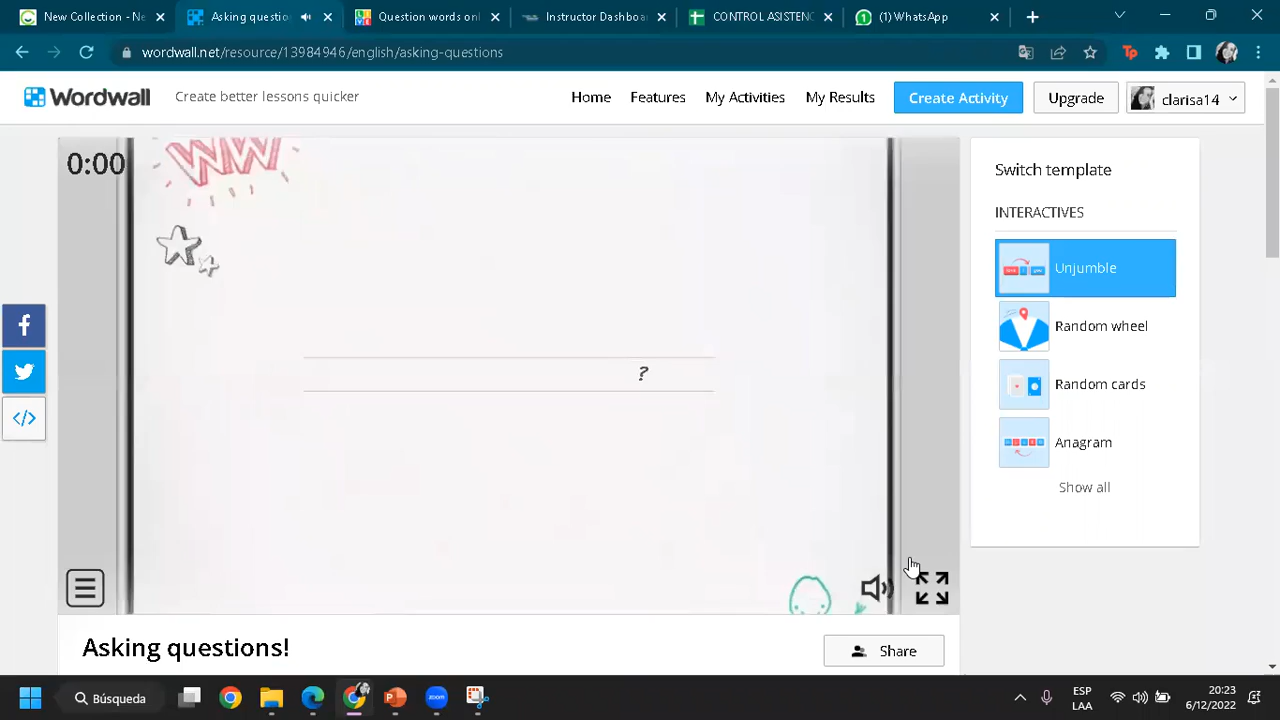 New Collection - Ne
Asking questio
Question words onl
Instructor Dashboa
CONTROL ASISTENC
(1) WhatsApp
wordwall.net/resource/13984946/english/asking-questions
Wordwall
Create better lessons quicker
Home
Features
My Activities
My Results
Create Activity
Upgrade
clarisa14
0:00
WW
?
Switch template
INTERACTIVES
Unjumble
Random wheel
Random cards
Anagram
Show all
Asking questions!
Share
Búsqueda
zoom
ESP
LAA
20:23
6/12/2022